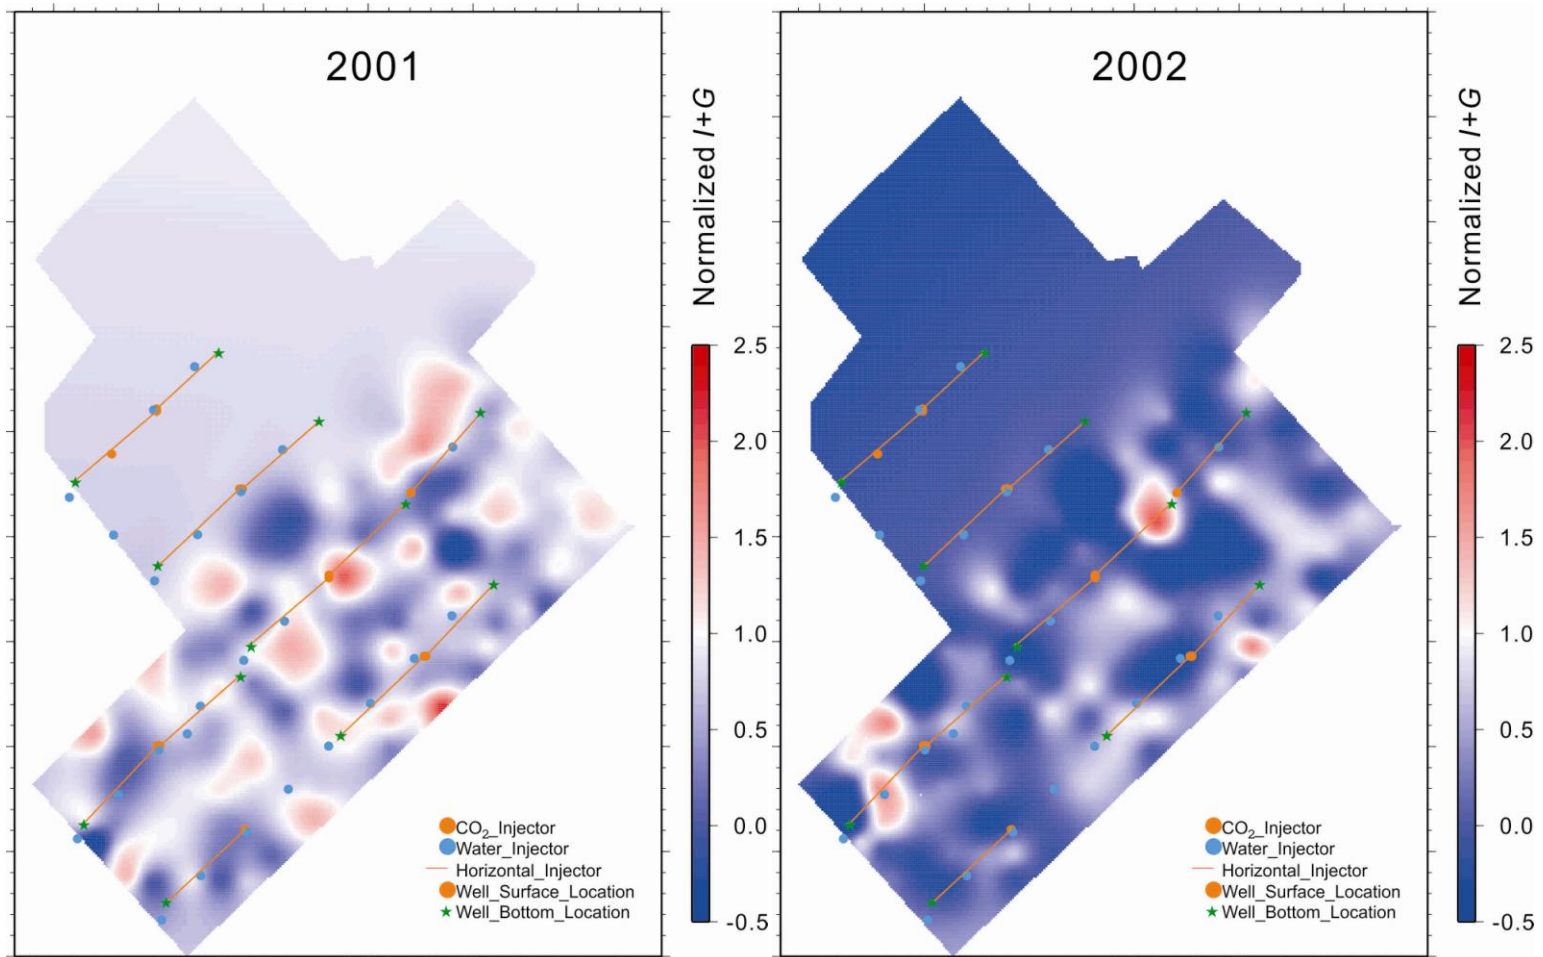 2001
Normalized I+G
2.5
2.0
1.5
1.0
0.5
0.0
-0.5
CO2_Injector
Water_Injector
Horizontal_Injector
Well_Surface_Location
Well_Bottom_Location
2002
Normalized I+G
2.5
2.0
1.5
1.0
0.5
0.0
-0.5
CO2_Injector
Water_Injector
Horizontal_Injector
Well_Surface_Location
Well_Bottom_Location